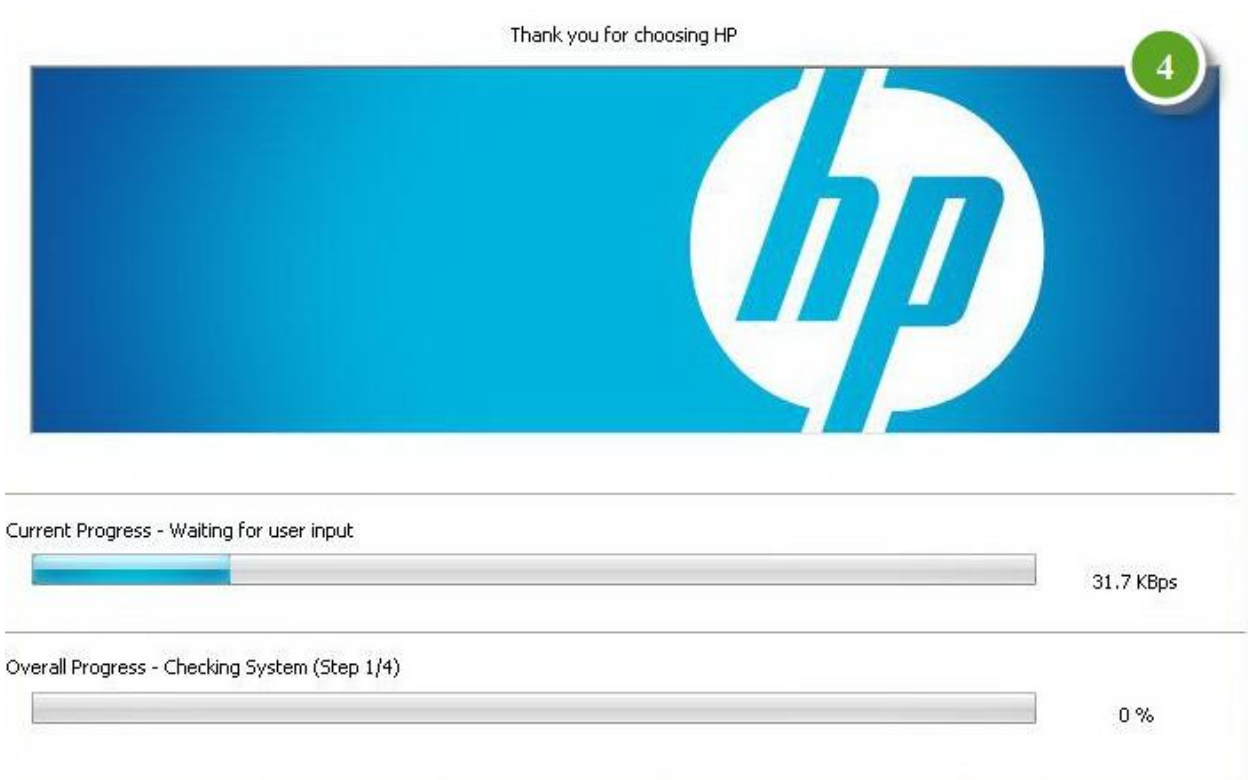 Thank you for choosing HP
4
hp
Current Progress - Waiting for user input
31.7 KBps
Overall Progress - Checking System (Step 1/4)
0 %